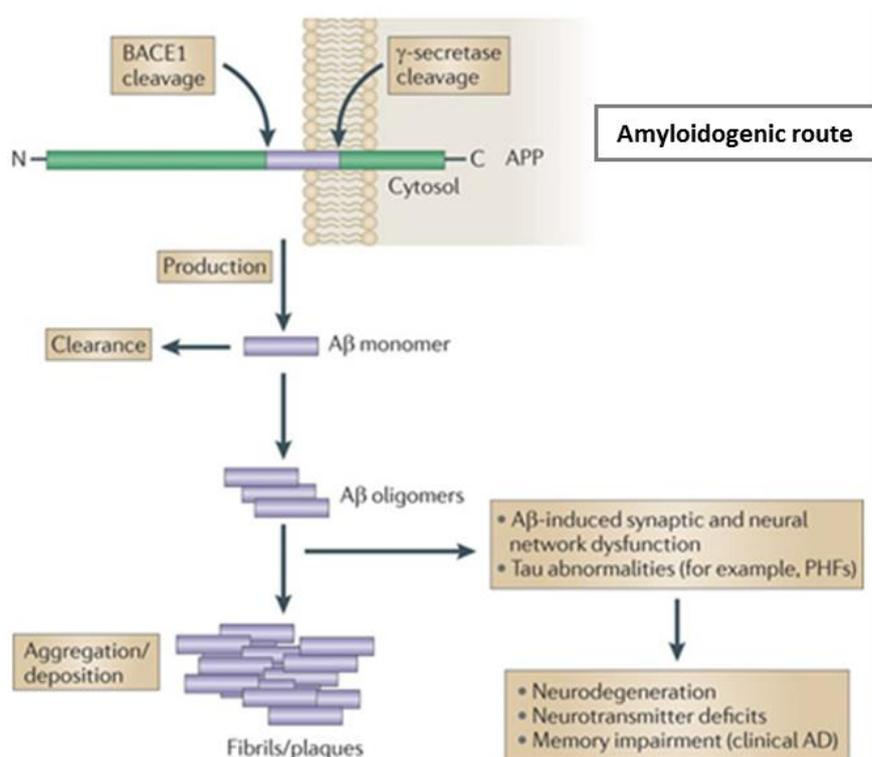 BACE1
cleavage
γ-secretase
cleavage
Amyloidogenic route
N
C
APP
Cytosol
Production
Clearance
Aβ monomer
Aβ oligomers
• Aβ-induced synaptic and neural
network dysfunction
• Tau abnormalities (for example, PHFs)
Aggregation/
deposition
Fibrils/plaques
• Neurodegeneration
• Neurotransmitter deficits
• Memory impairment (clinical AD)